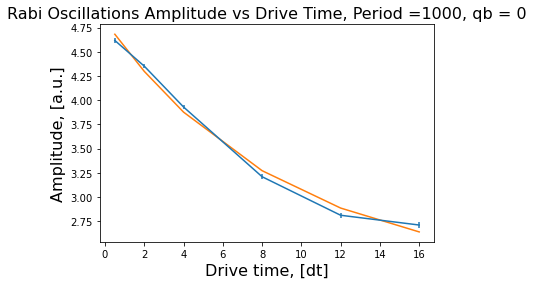 Rabi Oscillations Amplitude vs Drive Time, Period =1000, qb = 0
4.75
4.50
4.25
4.00
3.75
3.50
3.25
3.00
2.75
Amplitude, [a.u.]
0 2 4 6 8 10 12 14 16
Drive time, [dt]